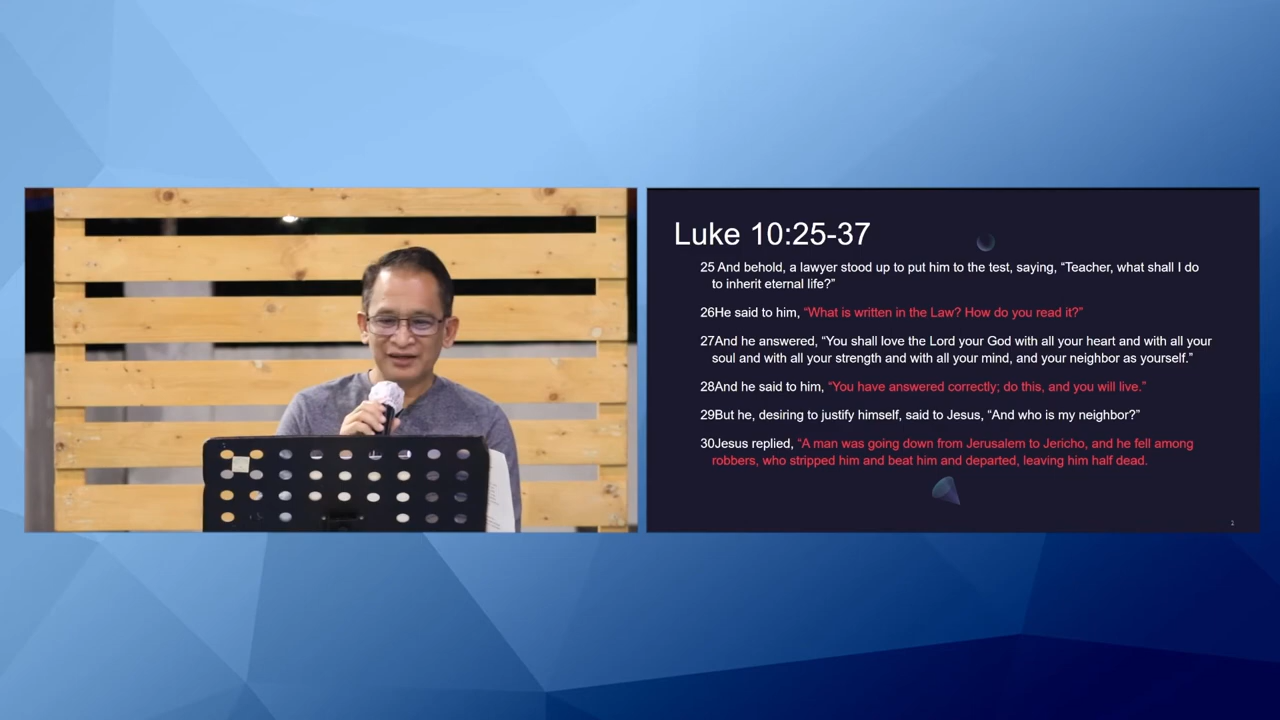 Luke 10:25-37
25 And behold, a lawyer stood up to put him to the test, saying, “Teacher, what shall I do
to inherit eternal life?”
26He said to him, “What is written in the Law? How do you read it?”
27And he answered, “You shall love the Lord your God with all your heart and with all your
soul and with all your strength and with all your mind, and your neighbor as yourself.”
28And he said to him, “You have answered correctly; do this, and you will live.”
29But he, desiring to justify himself, said to Jesus, “And who is my neighbor?”
30Jesus replied, “A man was going down from Jerusalem to Jericho, and he fell among
robbers, who stripped him and beat him and departed, leaving him half dead.